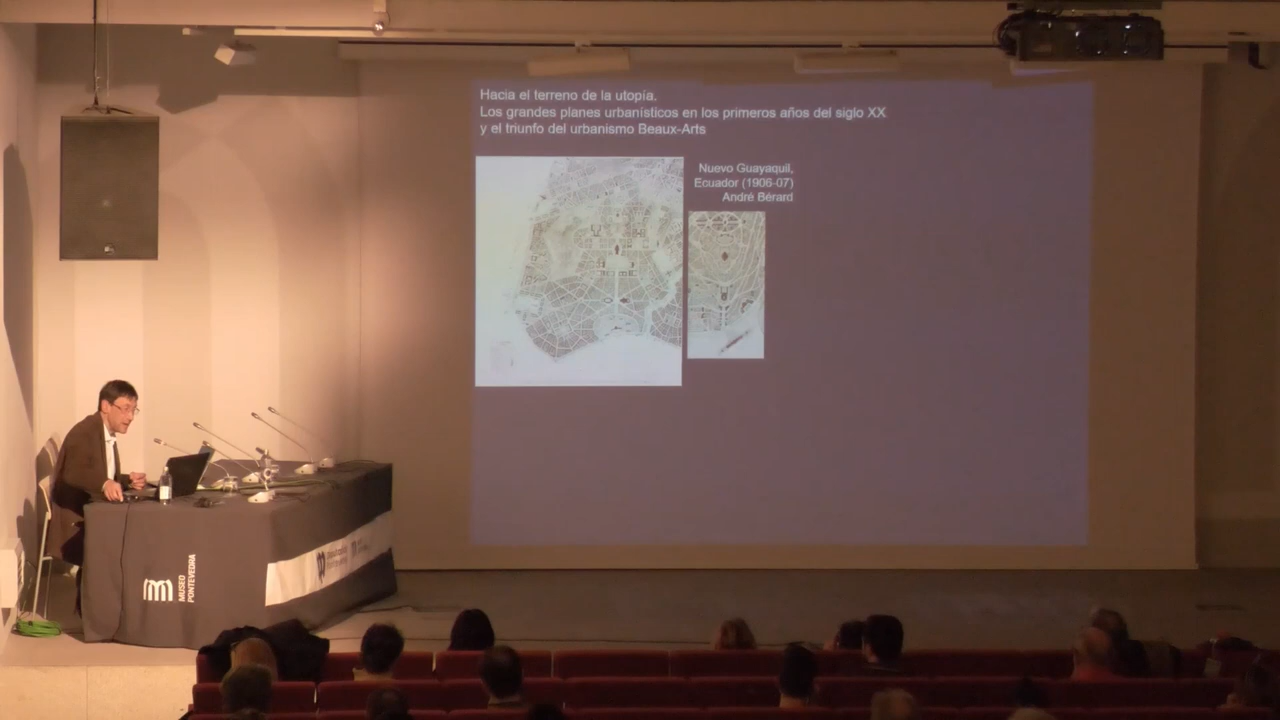 Hacia el terreno de la utopía.
Los grandes planes urbanísticos en los primeros años del siglo XX
y el triunfo del urbanismo Beaux-Arts
Nuevo Guayaquil,
Ecuador (1906-07)
André Bérard
MUSEO
PONTEVEDRA